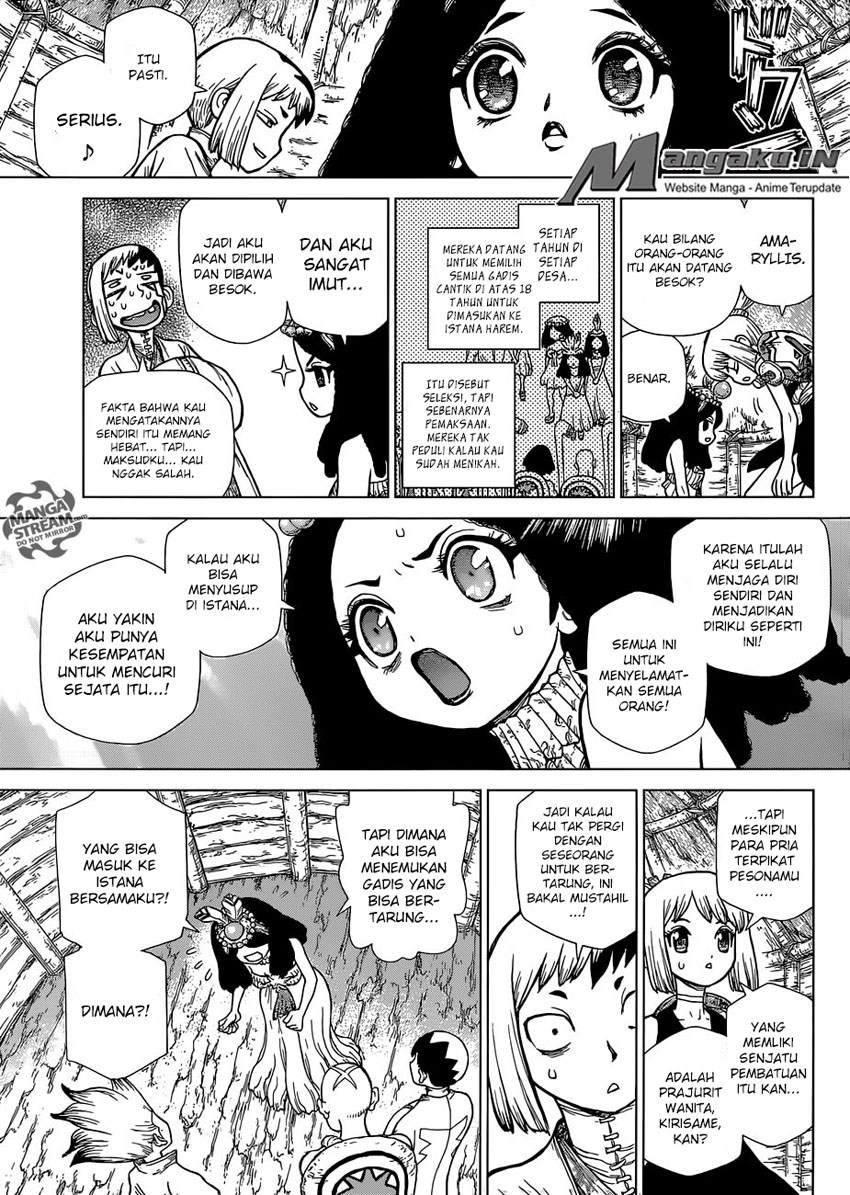 ITU
PASTI.
SERIUS.
♪
ドキッ
MANGAKU.IN
Website Manga - Anime Terupdate
AMA-
RYLLIS.
KAU BILANG
ORANG-ORANG
ITU AKAN DATANG
BESOK?
BENAR.
SETIAP
TAHUN DI
SETIAP
DESA...
MEREKA DATANG
UNTUK MEMILIH
SEMUA GADIS
CANTIK DI ATAS 18
TAHUN UNTUK
DIMASUKAN KE
ISTANA HAREM.
ITU DISEBUT
SELEKSI, TAPI
SEBENARNYA
PEMAKSAAN.
MEREKA TAK
PEDULI KALAU KAU
SUDAH MENIKAH.
DAN AKU
SANGAT
IMUT...
JADI AKU
AKAN DIPILIH
DAN DIBAWA
BESOK.
FAKTA BAHWA KAU
MENGATAKANNYA
SENDIRI ITU MEMANG
HEBAT... TAPI...
MAKSUDKU... KAU
NGGAK SALAH.
MANGA
STREAM.com
DO NOT MIRROR
KARENA ITULAH
AKU SELALU
MENJAGA DIRI
SENDIRI DAN
MENJADIKAN
DIRIKU SEPERTI
INI!
SEMUA INI
UNTUK
MENYELAMAT-
KAN SEMUA
ORANG!
KALAU AKU
BISA
MENYUSUP
DI ISTANA...
AKU YAKIN
AKU PUNYA
KESEMPATAN
UNTUK MENCURI
SEJATA ITU...!
...TAPI
MESKIPUN
PARA PRIA
TERPIKAT
PESONAMU
....
YANG
MEMLIKI
SENJATU
PEMBATUAN
ITU KAN...
ADALAH
PRAJURIT
WANITA,
KIRISAME,
KAN?
JADI KALAU
KAU TAK PERGI
DENGAN
SESEORANG
UNTUK BER-
TARUNG, INI
BAKAL MUSTAHIL
...!
TAPI DIMANA
AKU BISA
MENEMUKAN
GADIS YANG
BISA BER-
TARUNG...
YANG BISA
MASUK KE
ISTANA
BERSAMAKU?!
DIMANA?!